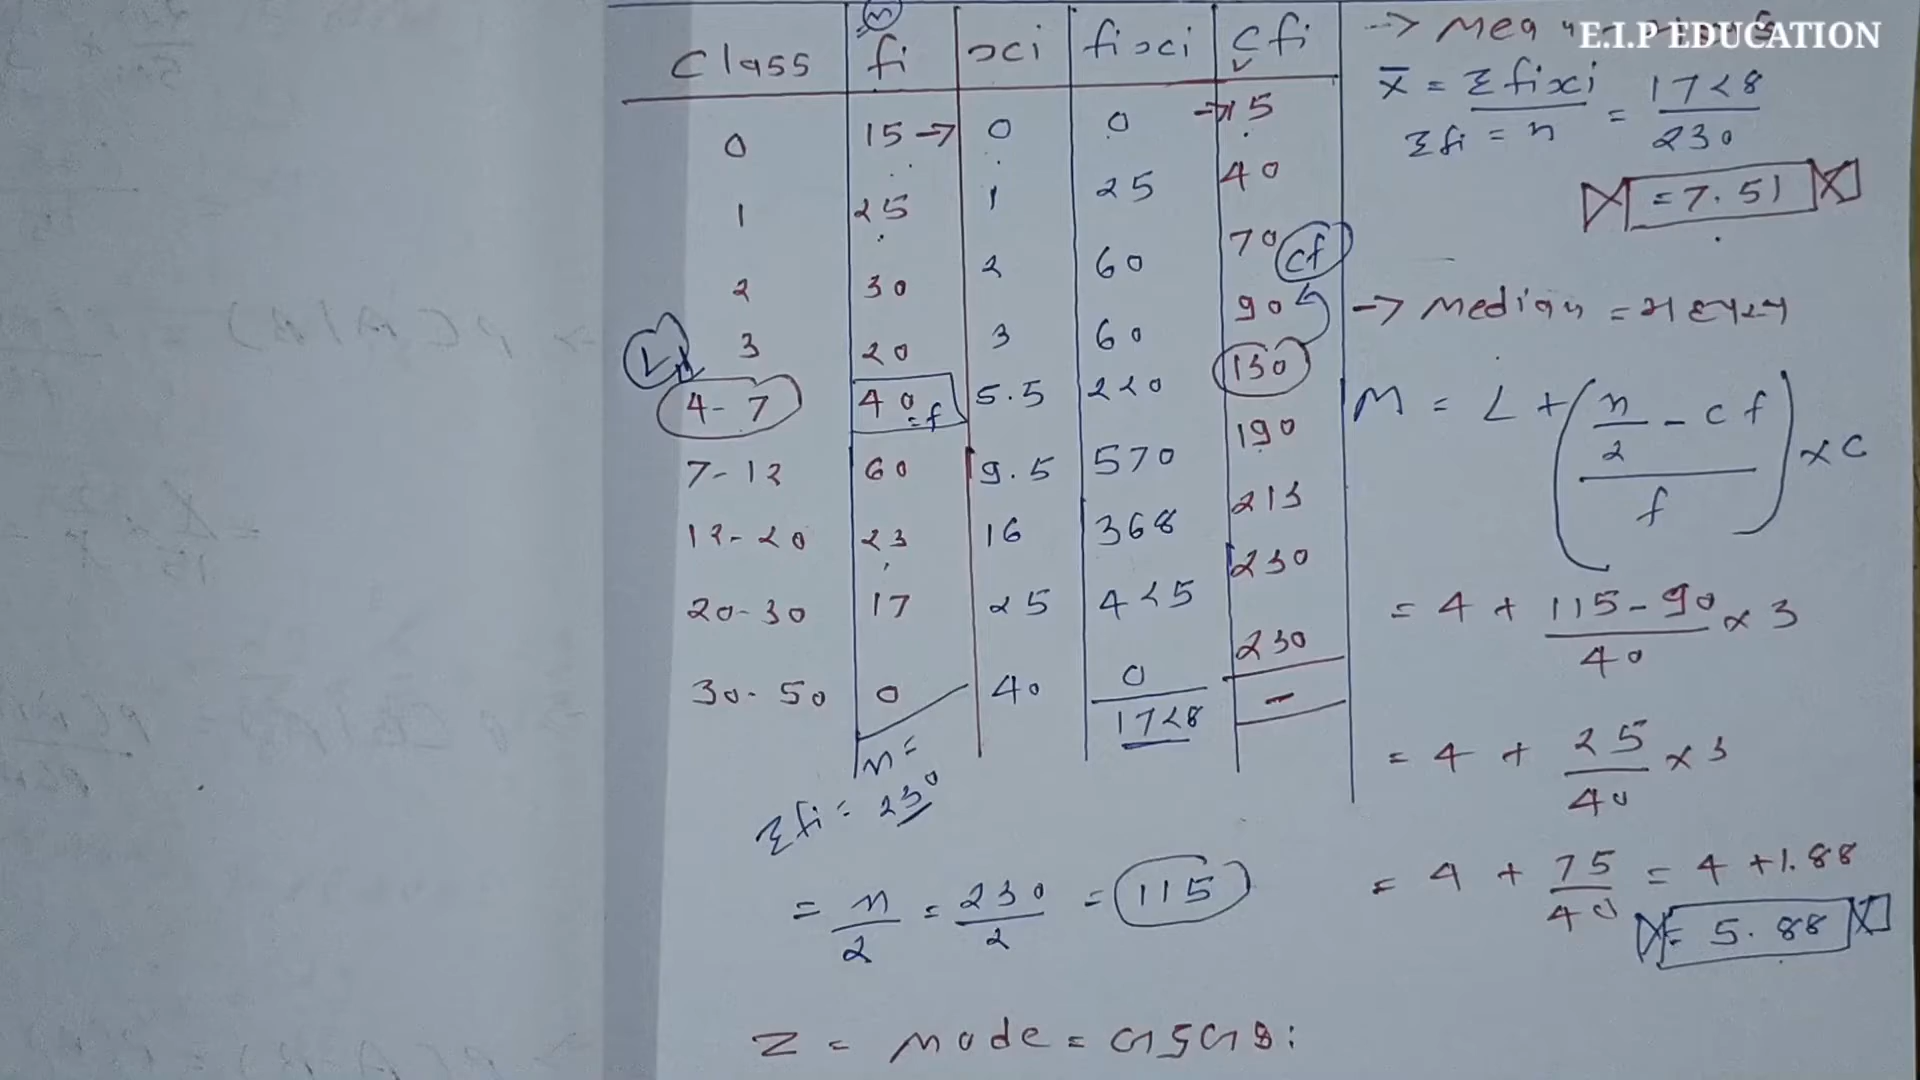 E.I.P EDUCATION
n
Class fi xi fixi cfi
0 15 → 0 0 → 15
1 25 1 25 40
2 30 2 60 70 cf
3 20 3 60 90
L 4-7 40 = f 5.5 220 130
7-12 60 9.5 570 190
12-20 23 16 368 213
20-30 17 25 425 230
30-50 0 40 0 230
1728 -
n =
Σfi = 230
= n/2 = 230/2 = 115
x̄ = Σfixi / Σfi = n = 1728/230
= 7.51
→ Median = મધ્યસ્થ
M = L + ( (n/2 - cf) / f ) × C
= 4 + (115-90)/40 × 3
= 4 + 25/40 × 3
= 4 + 75/40 = 4 + 1.88
= 5.88
Z = Mode = બહુલક :